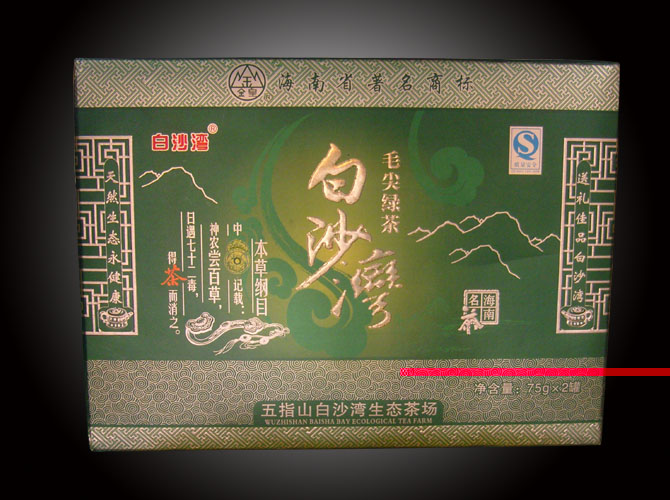 海南省著名商标
白沙湾®
毛尖绿茶
白沙灣
天然生态永健康
送礼佳品白沙湾
本草纲目
中
记载:
神农尝百草,
日遇七十二毒,
得茶而消之。
海南
名茶
净含量: 75g×2罐
五指山白沙湾生态茶场
WUZHISHAN BAISHA BAY ECOLOGICAL TEA FARM